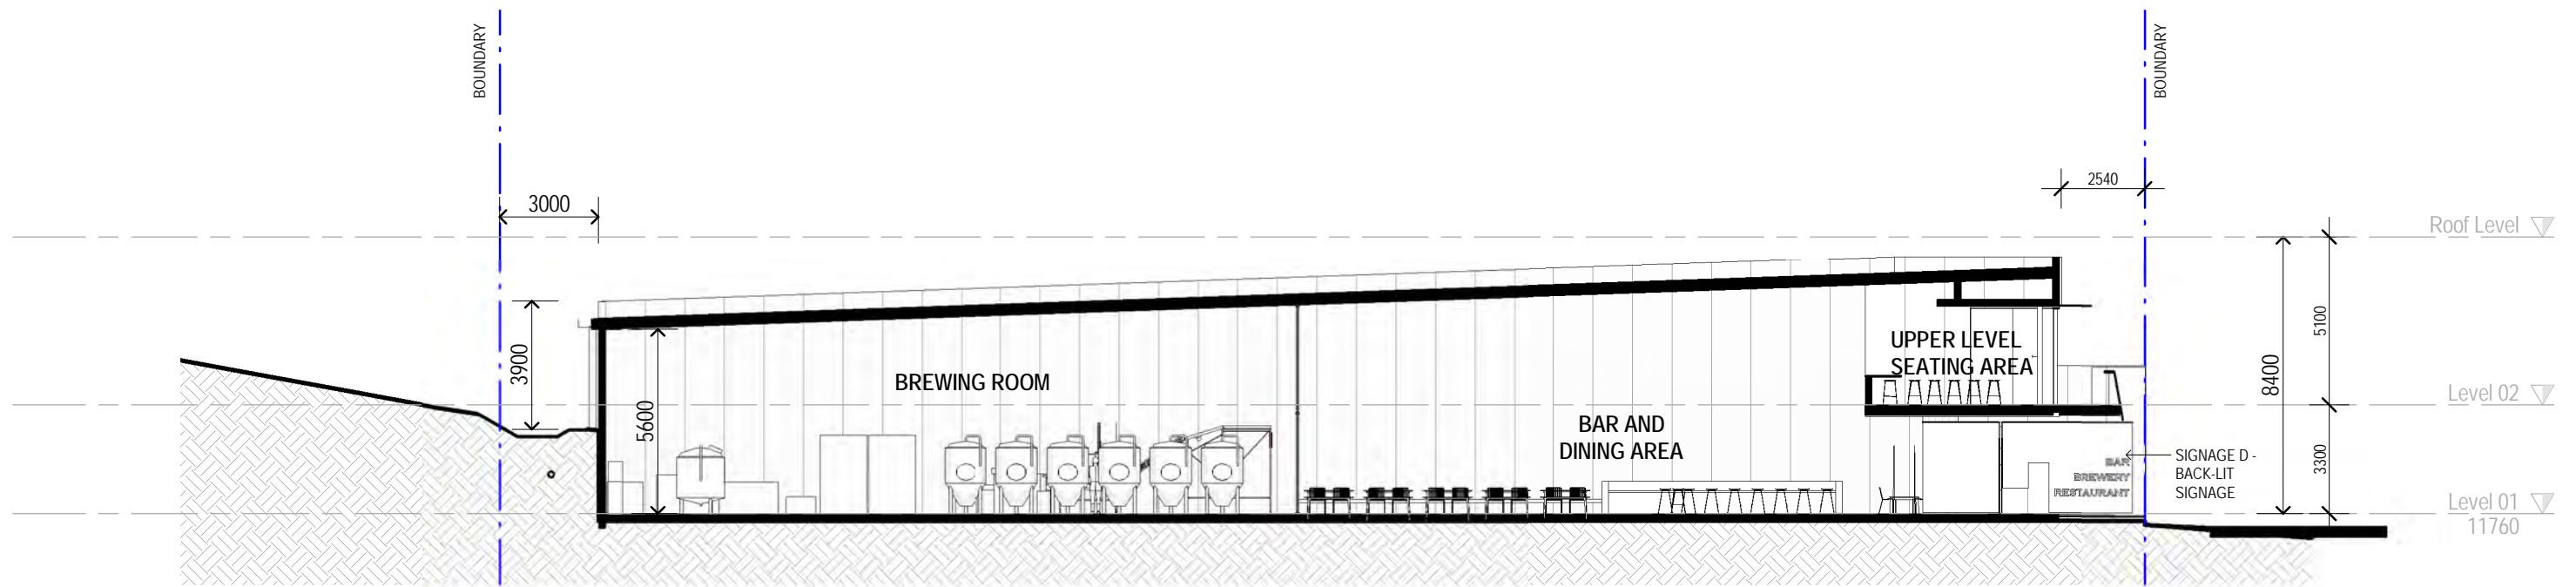 BOUNDARY
BOUNDARY
3000
2540
Roof Level
3900
5600
BREWING ROOM
UPPER LEVEL
SEATING AREA
5100
8400
Level 02
BAR AND
DINING AREA
3300
BAR
BREWERY
RESTAURANT
SIGNAGE D -
BACK-LIT
SIGNAGE
Level 01
11760